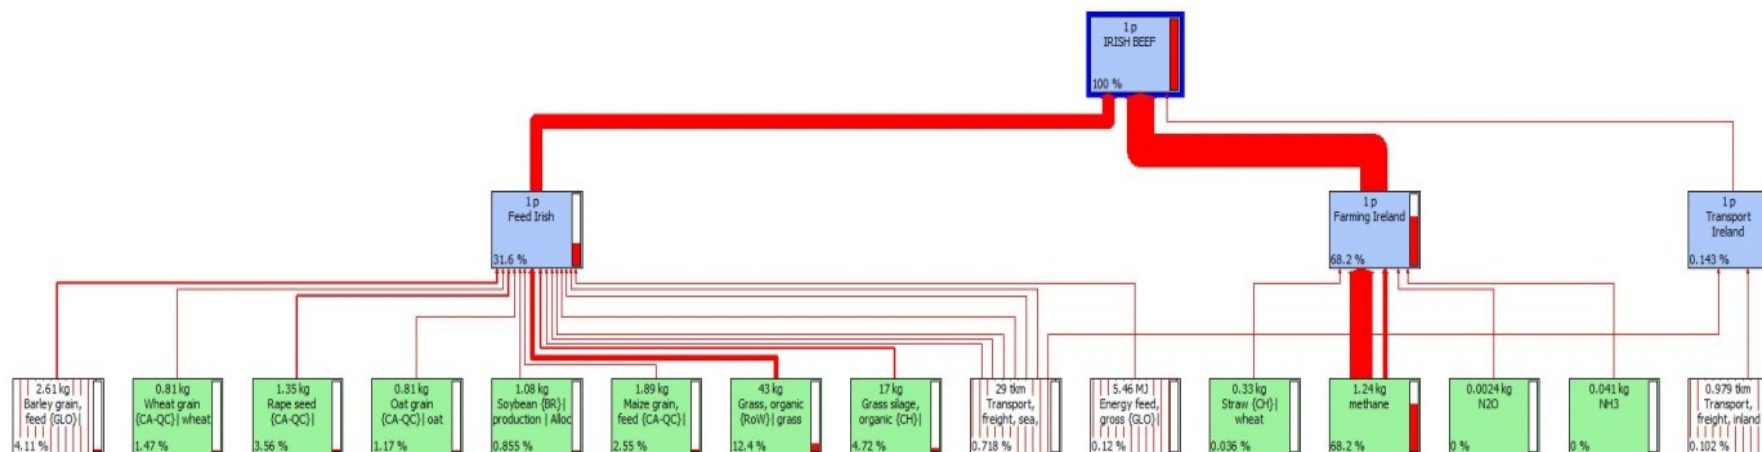 1 p
IRISH BEEF
100 %
1 p
Feed Irish
31.6 %
1 p
Farming Ireland
68.2 %
1 p
Transport
Ireland
0.143 %
2.61 kg
Barley grain,
feed {GLO}|
4.11 %
0.81 kg
Wheat grain
{CA-QC}| wheat
1.47 %
1.35 kg
Rape seed
{CA-QC}|
3.56 %
0.81 kg
Oat grain
{CA-QC}| oat
1.17 %
1.08 kg
Soybean {BR}|
production | Alloc
0.855 %
1.89 kg
Maize grain,
feed {CA-QC}|
2.55 %
43 kg
Grass, organic
{RoW}| grass
12.4 %
17 kg
Grass silage,
organic {CH}|
4.72 %
29 tkm
Transport,
freight, sea,
0.718 %
5.46 MJ
Energy feed,
gross {GLO}|
0.12 %
0.33 kg
Straw {CH}|
wheat
0.036 %
1.24 kg
methane
68.2 %
0.0024 kg
N2O
0 %
0.041 kg
NH3
0 %
0.979 tkm
Transport,
freight, inland
0.102 %